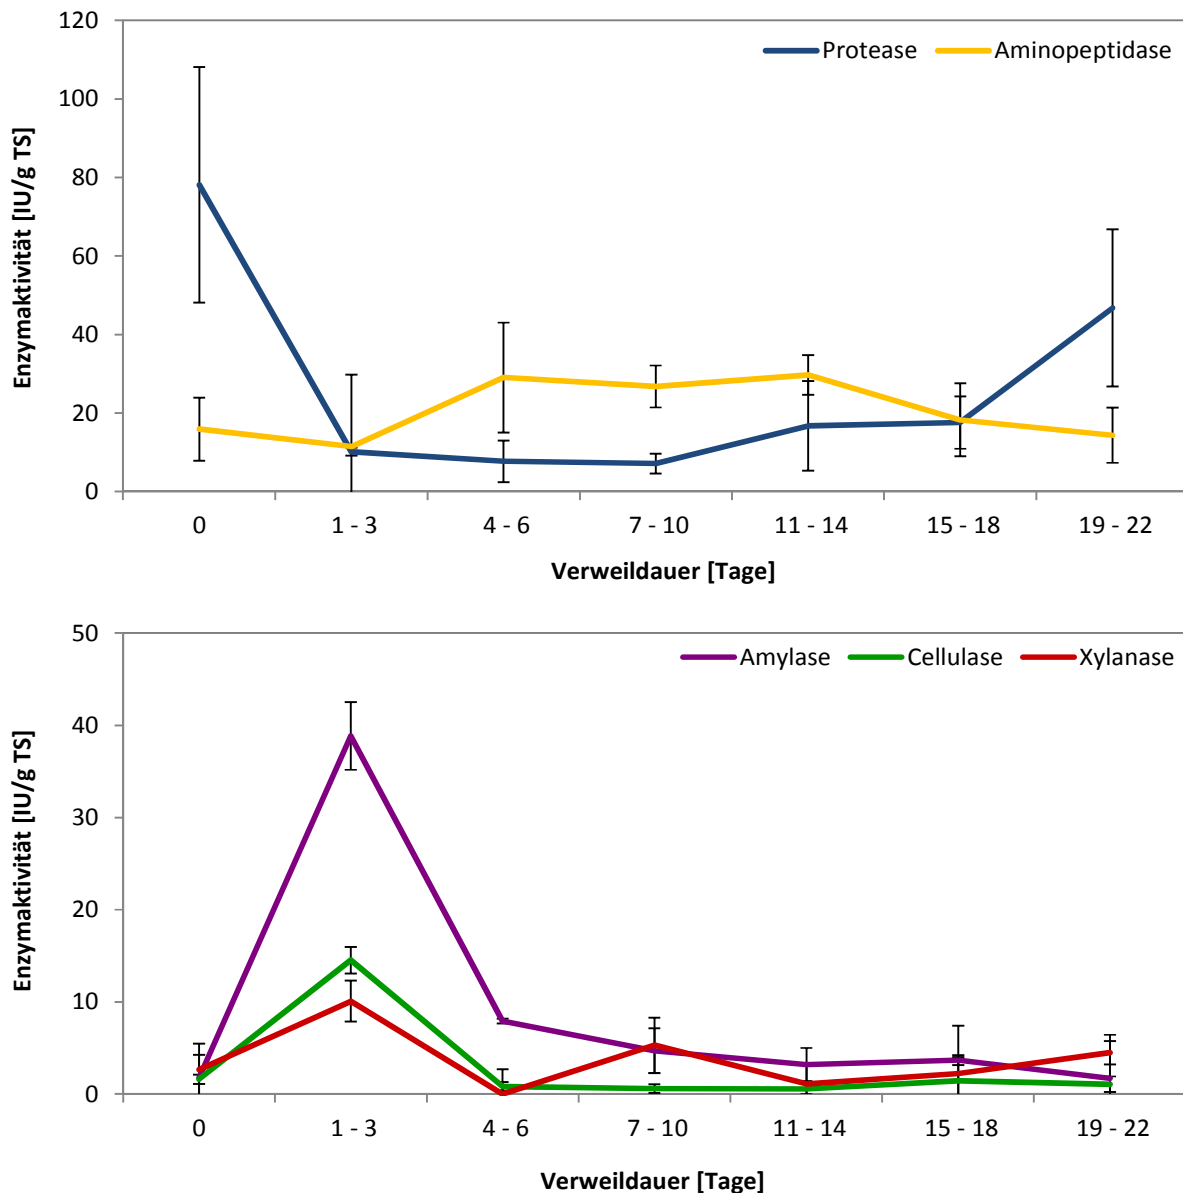 120
Protease Aminopeptidase
100
80
60
40
20
0
Enzymaktivität [IU/g TS]
0 1 - 3 4 - 6 7 - 10 11 - 14 15 - 18 19 - 22
Verweildauer [Tage]
50
Amylase Cellulase Xylanase
40
30
20
10
0
Enzymaktivität [IU/g TS]
0 1 - 3 4 - 6 7 - 10 11 - 14 15 - 18 19 - 22
Verweildauer [Tage]